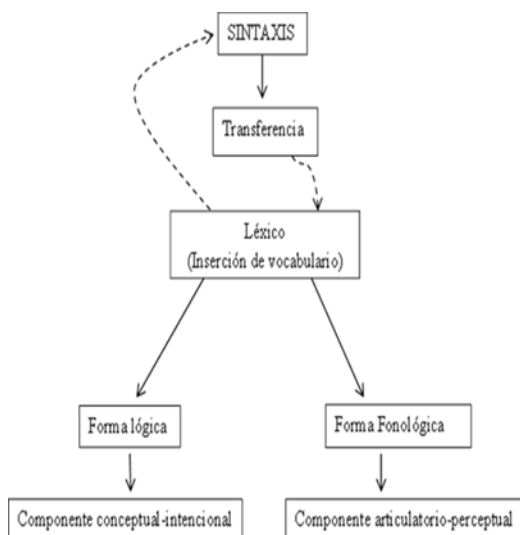 SINTAXIS
Transferencia
Léxico
(Inserción de vocabulario)
Forma lógica
Forma Fonológica
Componente conceptual-intencional
Componente articulatorio-perceptual